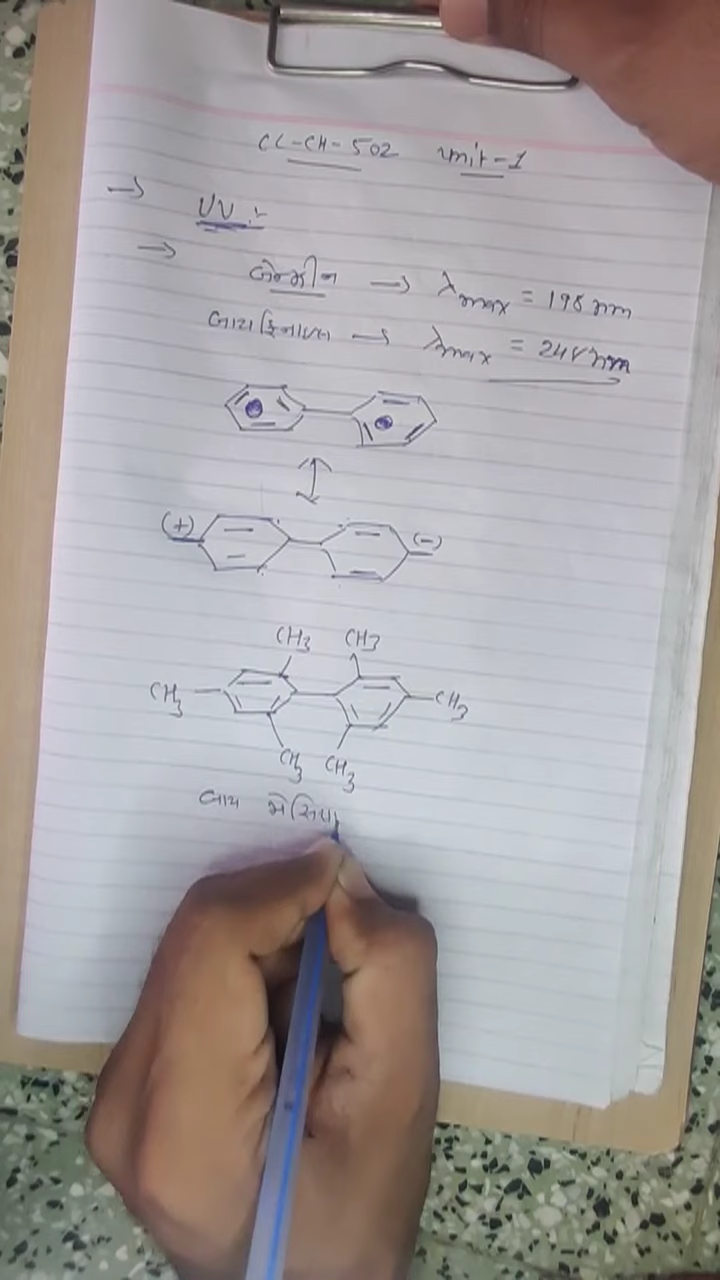 CL-CH-502 Unit-1
→ UV :-
→ બેન્ઝીન → λmax = 198 nm
બાયફિનાઇલ → λmax = 248 nm
(+) (-)
CH3 CH3
CH3 CH3
CH3 CH3
બાય મેસિધા